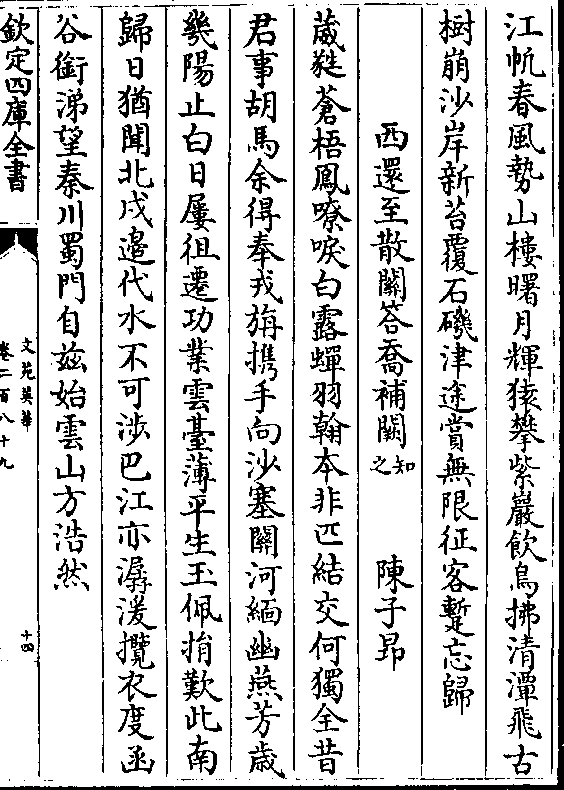 江帆春風勢山樓曙月輝猿攀紫巖飲鳥拂清潭飛古
樹崩沙岸新苔覆石磯津途賞無限征客蹔忘歸
西還至散關答喬補闕知之 陳子昻
葳蕤蒼梧鳳嘹唳白露蟬羽翰本非匹結交何獨全昔
君事胡馬余得奉戎旃携手向沙塞關河緬幽燕芳歳
幾陽止白日屢徂遷功業雲臺薄平生玉佩捐歎此南
歸日猶聞北戍邉代水不可涉巴江亦潺湲攬衣度函
谷銜涕望秦川蜀門自兹始雲山方浩然
欽定四庫全書
文苑英華
卷二百八十九
十四